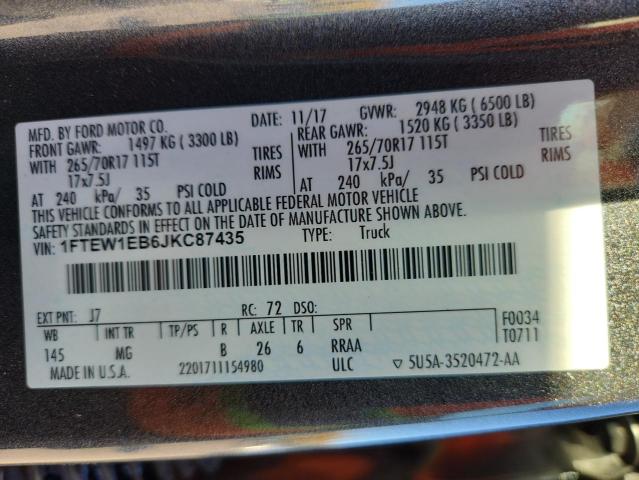 MFD. BY FORD MOTOR CO. DATE: 11/17 GVWR: 2948 KG (6500 LB)
FRONT GAWR: 1497 KG (3300 LB) REAR GAWR: 1520 KG (3350 LB)
WITH 265/70R17 115T TIRES WITH 265/70R17 115T TIRES
17x7.5J RIMS 17x7.5J RIMS
AT 240 kPa/ 35 PSI COLD AT 240 kPa/ 35 PSI COLD
THIS VEHICLE CONFORMS TO ALL APPLICABLE FEDERAL MOTOR VEHICLE
SAFETY STANDARDS IN EFFECT ON THE DATE OF MANUFACTURE SHOWN ABOVE.
VIN: 1FTEW1EB6JKC87435 TYPE: Truck
EXT PNT: J7 RC: 72 DSO:
WB INT TR TP/PS R AXLE TR SPR F0034
145 MG B 26 6 RRAA T0711
MADE IN U.S.A. 2201711154980 ULC ▽ 5U5A-3520472-AA